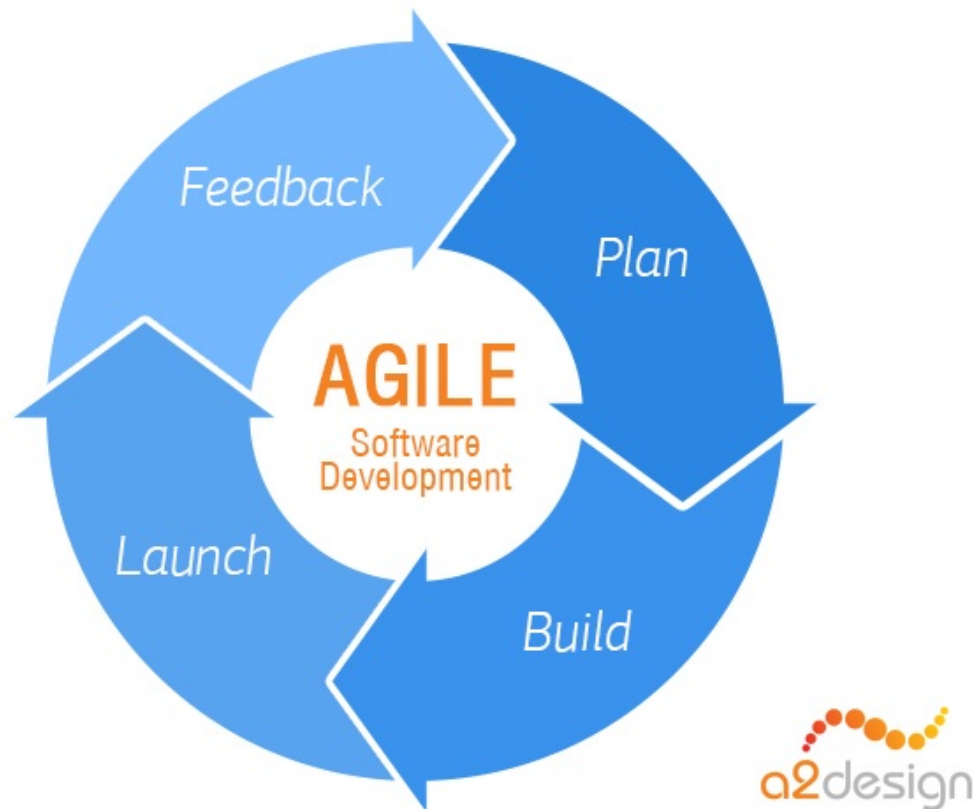 Feedback
Plan
AGILE
Software
Development
Launch
Build
a2design